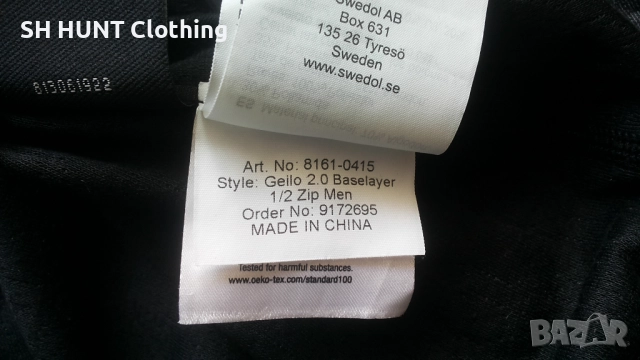 SH HUNT Clothing
813061922
Swedol AB
Box 631
135 26 Tyresö
Sweden
www.swedol.se
Art. No: 8161-0415
Style: Geilo 2.0 Baselayer
1/2 Zip Men
Order No: 9172695
MADE IN CHINA
Tested for harmful substances.
www.oeko-tex.com/standard100
BAZAR